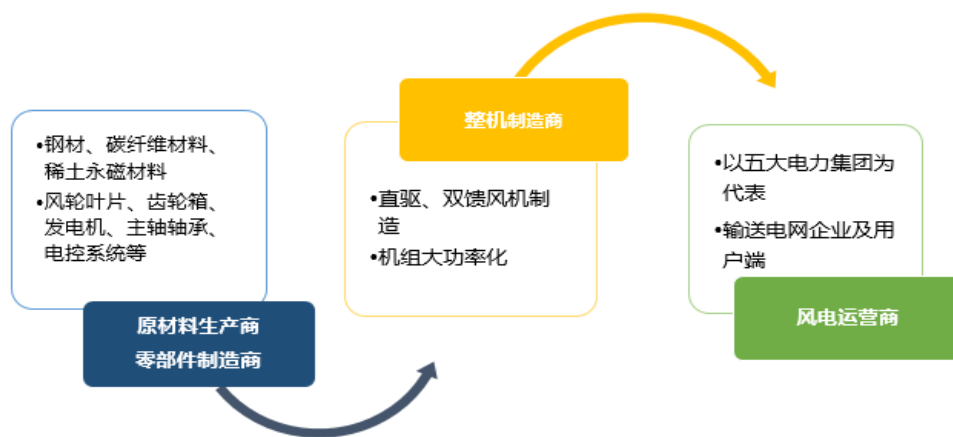 •钢材、碳纤维材料、
稀土永磁材料
•风轮叶片、齿轮箱、
发电机、主轴轴承、
电控系统等
原材料生产商
零部件制造商
整机制造商
•直驱、双馈风机制
造
•机组大功率化
•以五大电力集团为
代表
•输送电网企业及用
户端
风电运营商